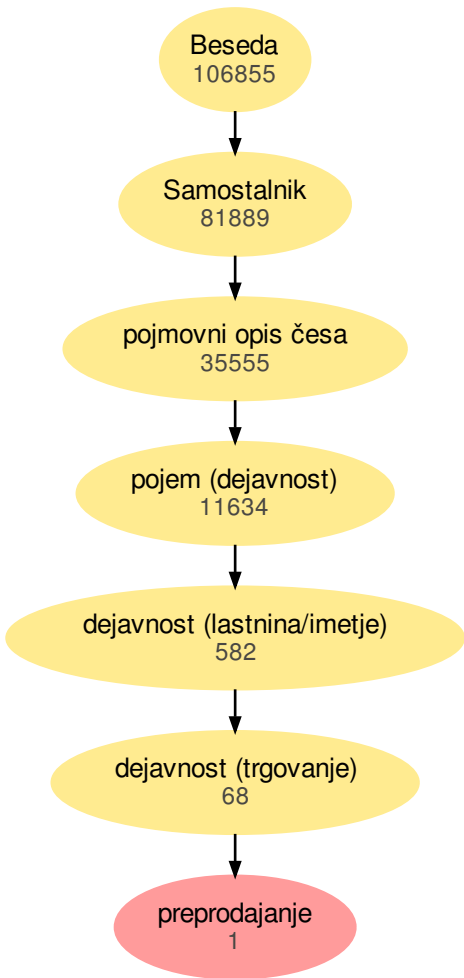 Beseda
106855
Samostalnik
81889
pojmovni opis česa
35555
pojem (dejavnost)
11634
dejavnost (lastnina/imetje)
582
dejavnost (trgovanje)
68
preprodajanje
1